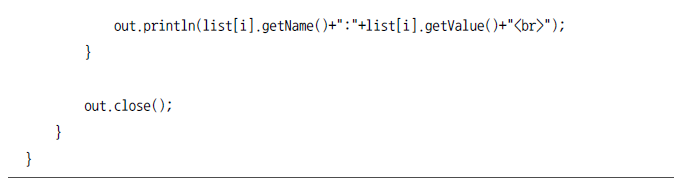 out.println(list[i].getName()+":"+list[i].getValue()+"<br>");
}
out.close();
}
}